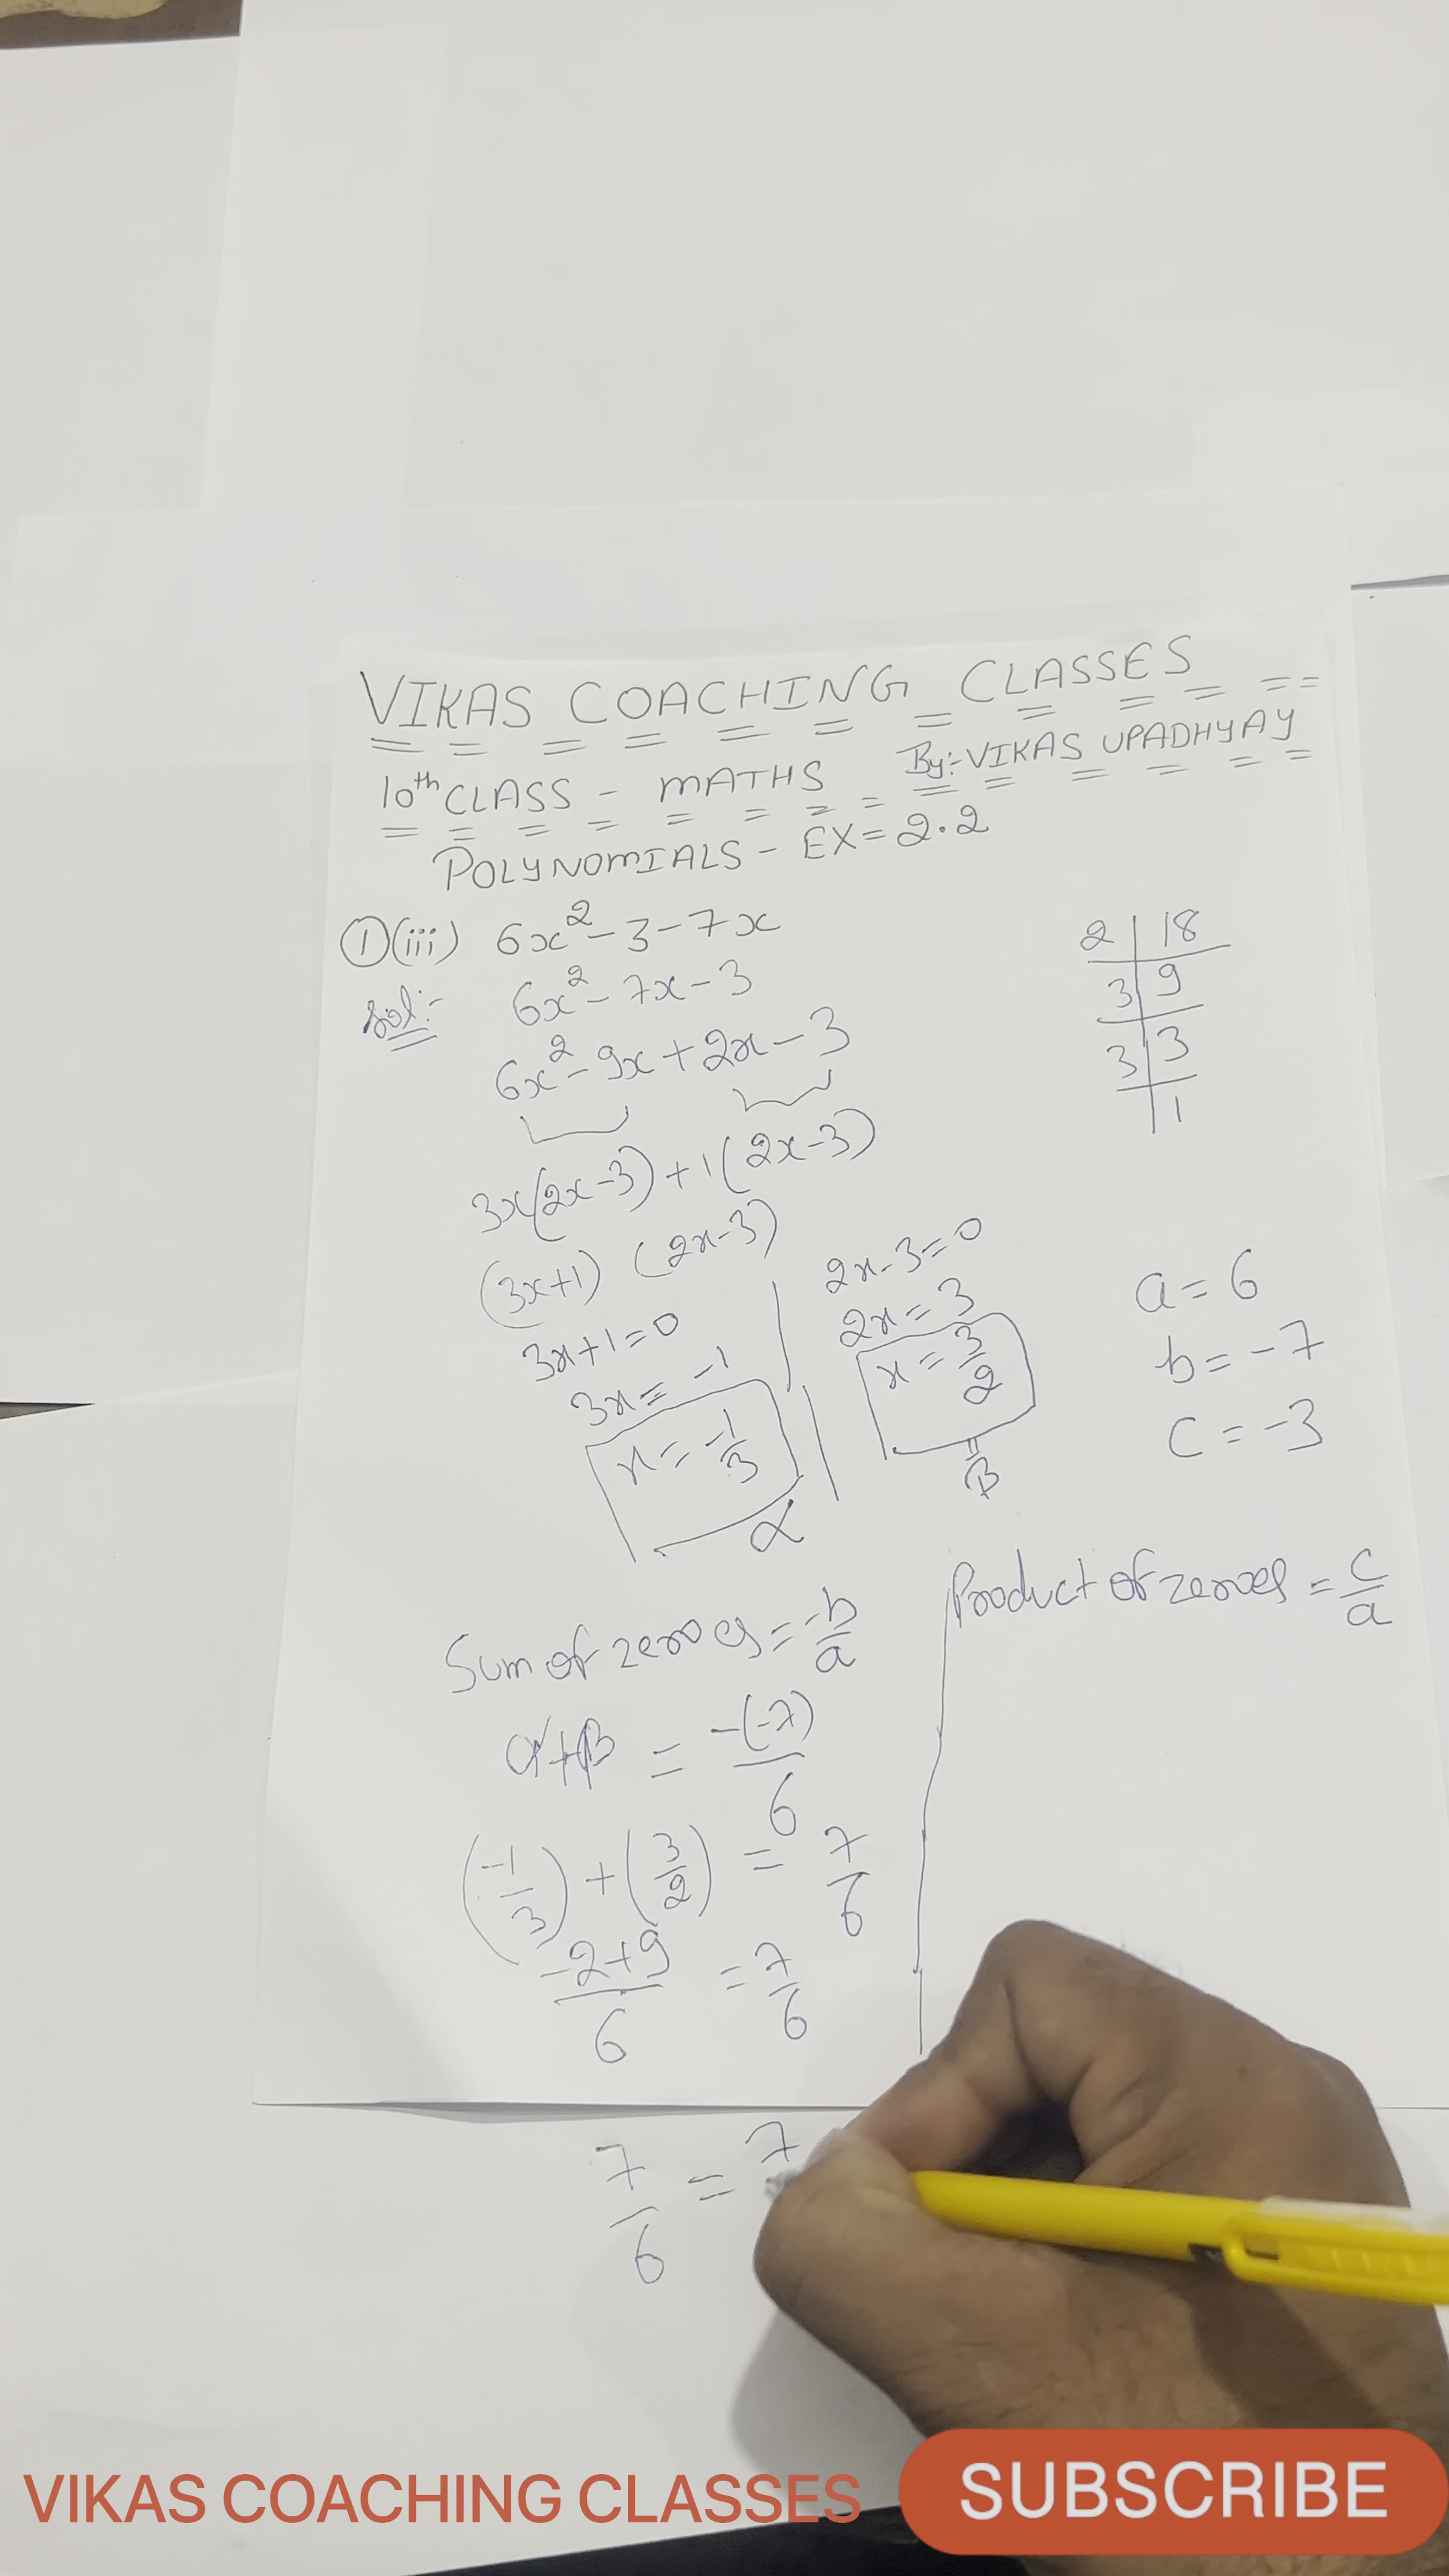 VIKAS COACHING CLASSES
10th CLASS - MATHS By:- VIKAS UPADHYAY
POLYNOMIALS - EX = 2.2
①(iii) 6x² - 3 - 7x
Sol:- 6x² - 7x - 3
6x² - 9x + 2x - 3
3x(2x-3) + 1(2x-3)
(3x+1) (2x-3)
3x+1=0
3x = -1
x = -1/3
α
2x-3=0
2x = 3
x = 3/2
β
2 | 18
3 | 9
3 | 3
| 1
a = 6
b = -7
c = -3
Sum of zeroes = -b/a
α+β = -(-7)/6
(-1/3) + (3/2) = 7/6
-2+9/6 = 7/6
7/6 = 7
Product of zeroes = c/a
VIKAS COACHING CLASSES
SUBSCRIBE